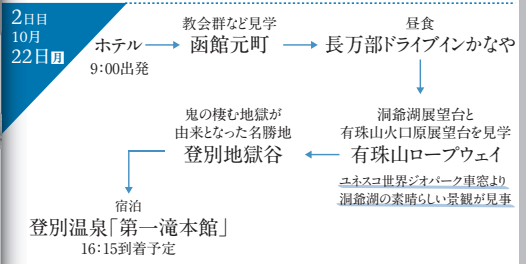 2日目
10月
22日月
ホテル
9:00出発
教会群など見学
函館元町
昼食
長万部ドライブインかなや
洞爺湖展望台と
有珠山火口原展望台を見学
有珠山ロープウェイ
ユネスコ世界ジオパーク車窓より
洞爺湖の素晴らしい景観が見事
鬼の棲む地獄が
由来となった名勝地
登別地獄谷
宿泊
登別温泉「第一滝本館」
16:15到着予定